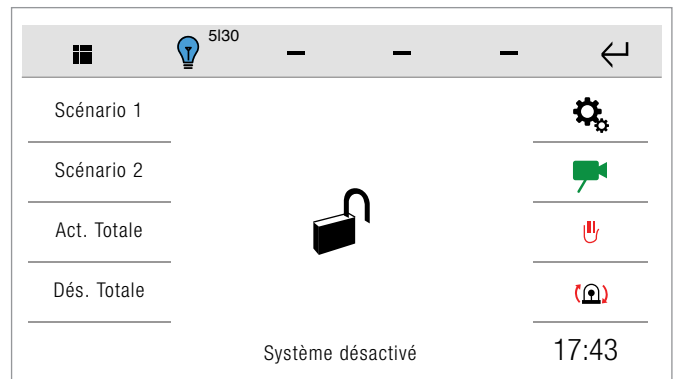 5I30
Scénario 1
Scénario 2
Act. Totale
Dés. Totale
Système désactivé
17:43